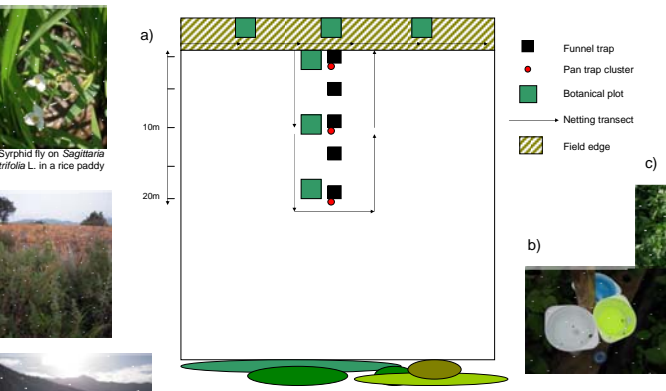 Syrphid fly on Sagittaria
trifolia L. in a rice paddy
a)
10m
20m
Funnel trap
Pan trap cluster
Botanical plot
Netting transect
Field edge
b)
c)